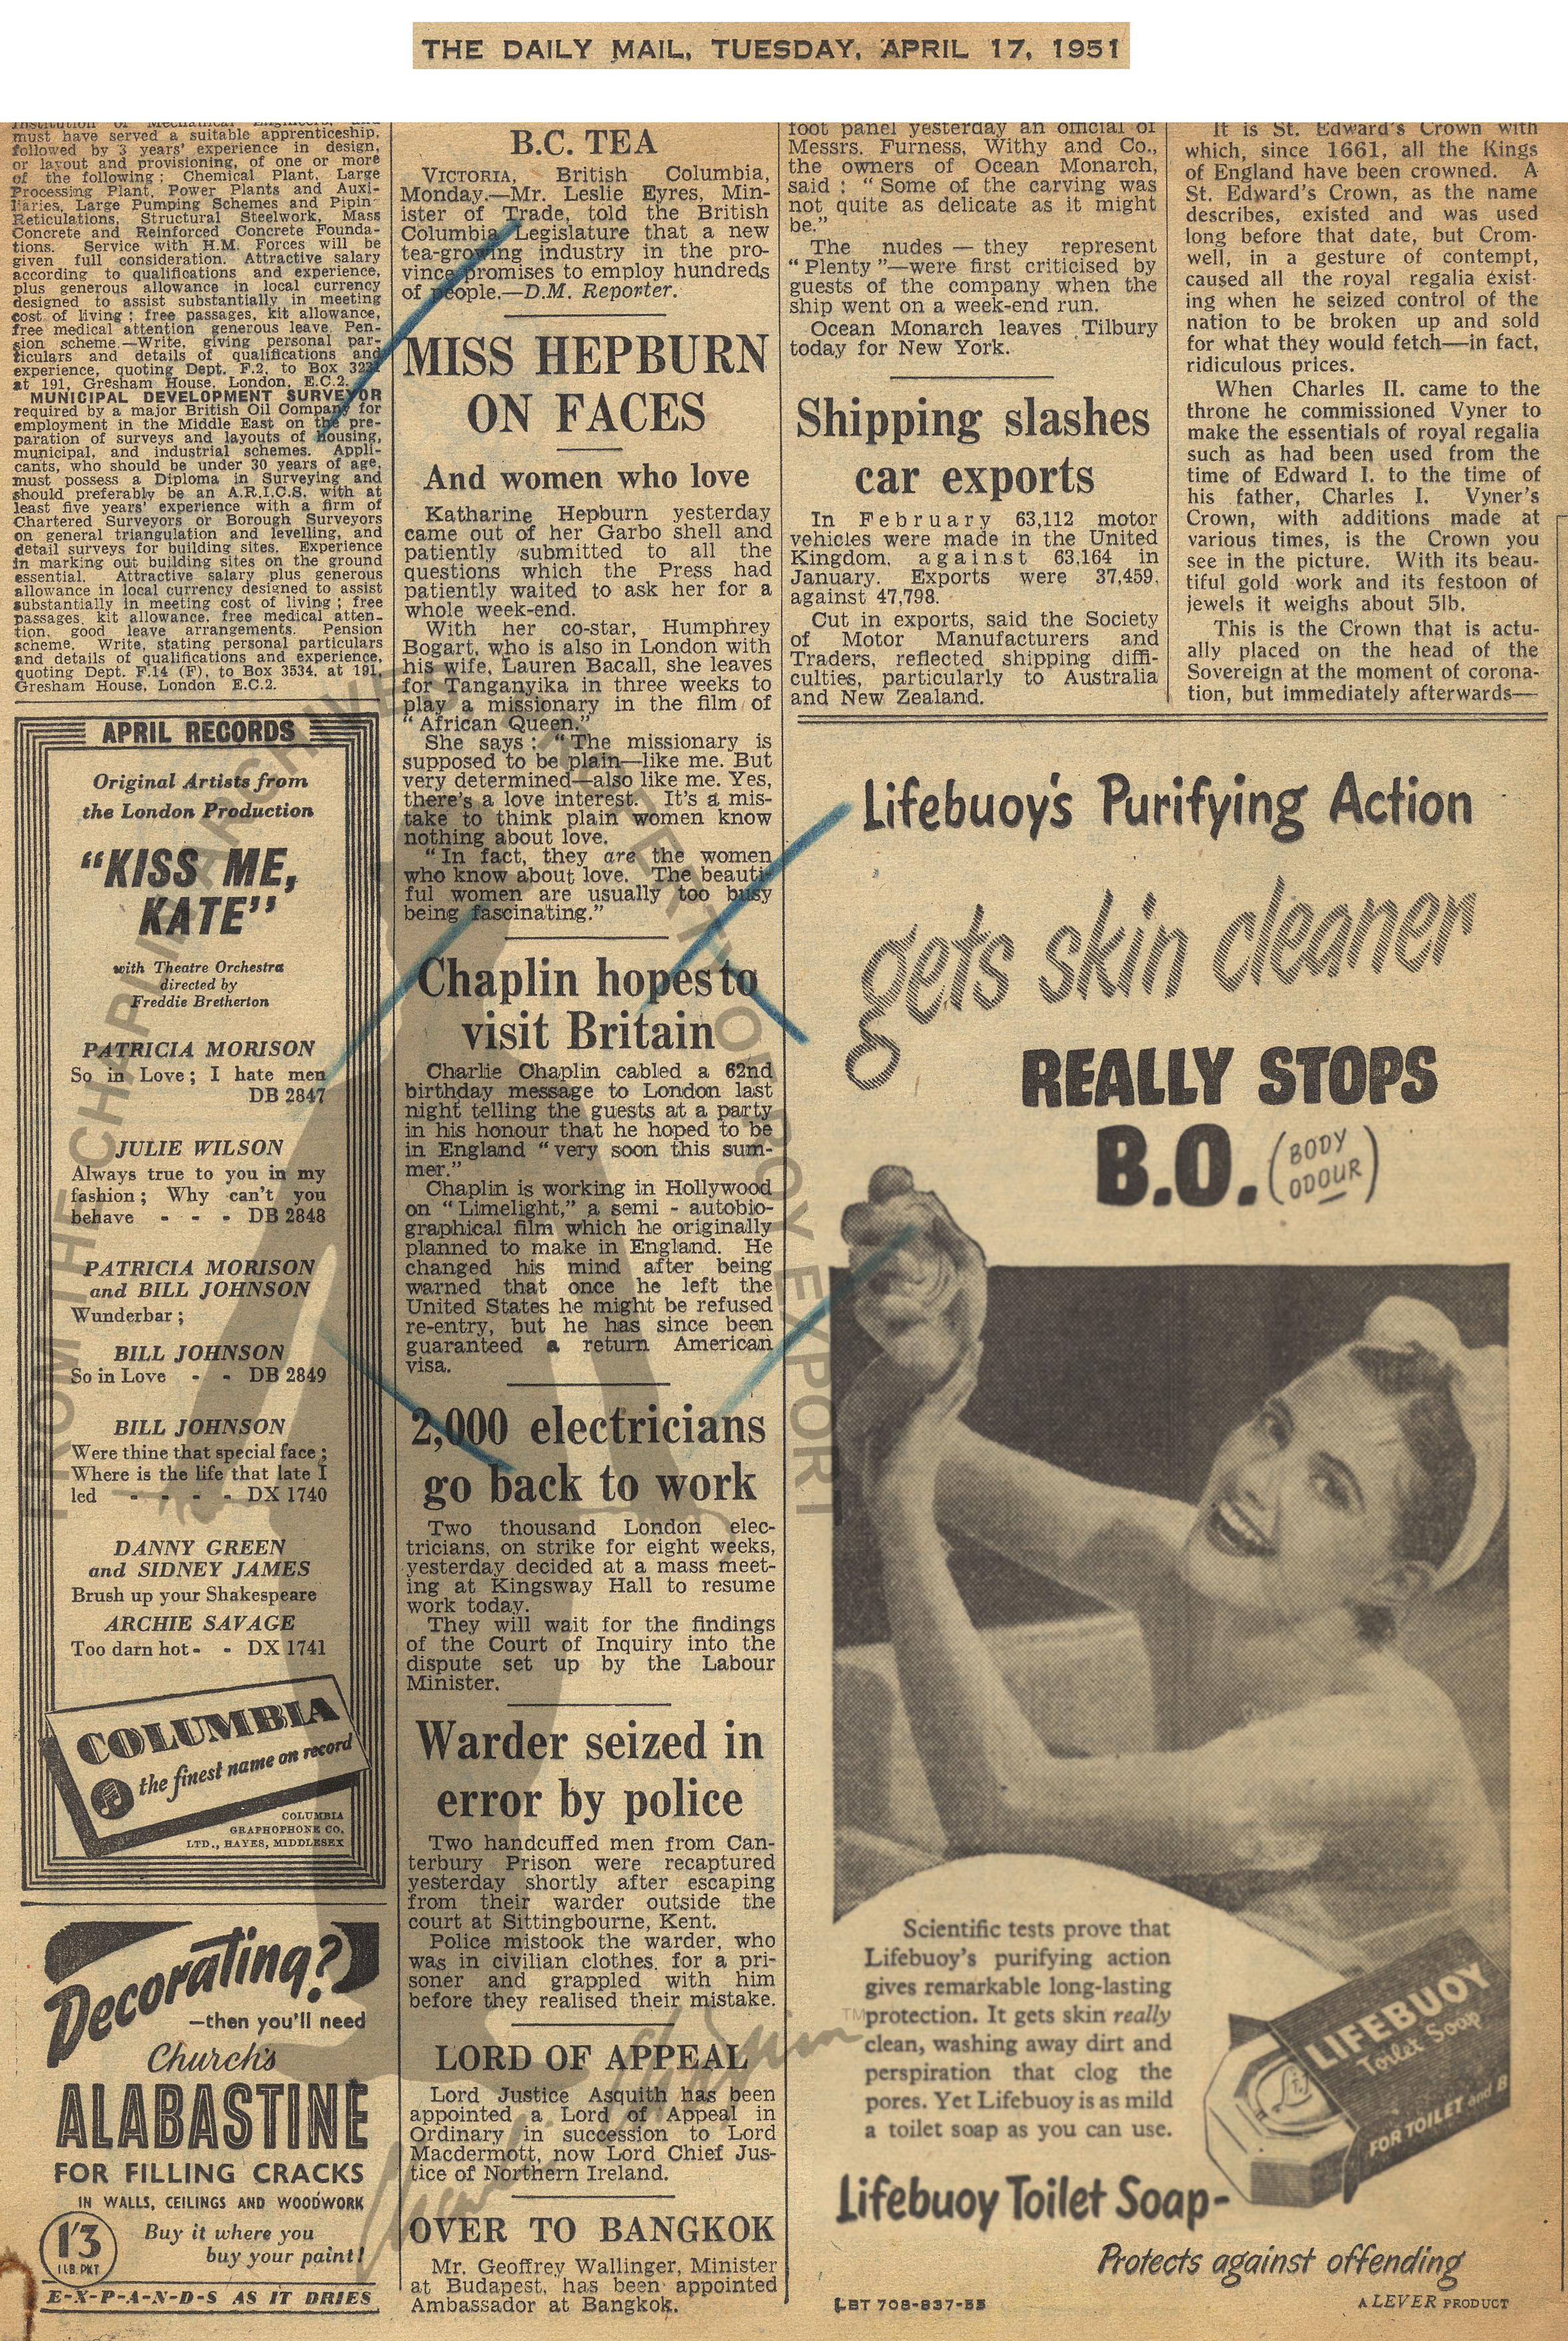 THE DAILY MAIL, TUESDAY, APRIL 17, 1951
Institution of Mechanical Engineers, and
must have served a suitable apprenticeship,
followed by 3 years' experience in design,
or layout and provisioning, of one or more
of the following: Chemical Plant, Large
Processing Plant, Power Plants and Auxi-
liaries, Large Pumping Schemes and Pipin
Reticulations, Structural Steelwork, Mass
Concrete and Reinforced Concrete Founda-
tions. Service with H.M. Forces will be
given full consideration. Attractive salary
according to qualifications and experience,
plus generous allowance in local currency
designed to assist substantially in meeting
cost of living; free passages, kit allowance,
free medical attention generous leave, Pen-
sion scheme.—Write, giving personal par-
ticulars and details of qualifications and
experience, quoting Dept. F.2, to Box 3231
at 191, Gresham House, London, E.C.2.
MUNICIPAL DEVELOPMENT SURVEYOR
required by a major British Oil Company for
employment in the Middle East on the pre-
paration of surveys and layouts of Housing,
municipal, and industrial schemes. Appli-
cants, who should be under 30 years of age,
must possess a Diploma in Surveying and
should preferably be an A.R.I.C.S. with at
least five years' experience with a firm of
Chartered Surveyors or Borough Surveyors
on general triangulation and levelling, and
detail surveys for building sites. Experience
in marking out building sites on the ground
essential. Attractive salary plus generous
allowance in local currency designed to assist
substantially in meeting cost of living; free
passages, kit allowance, free medical atten-
tion, good leave arrangements. Pension
scheme. Write, stating personal particulars
and details of qualifications and experience,
quoting Dept. F.14 (F), to Box 3534, at 191,
Gresham House, London E.C.2.
APRIL RECORDS
Original Artists from
the London Production
"KISS ME,
KATE"
with Theatre Orchestra
directed by
Freddie Bretherton
PATRICIA MORISON
So in Love; I hate men
DB 2847
JULIE WILSON
Always true to you in my
fashion; Why can't you
behave - - - DB 2848
PATRICIA MORISON
and BILL JOHNSON
Wunderbar;
BILL JOHNSON
So in Love - - DB 2849
BILL JOHNSON
Were thine that special face;
Where is the life that late I
led - - - - DX 1740
DANNY GREEN
and SIDNEY JAMES
Brush up your Shakespeare
ARCHIE SAVAGE
Too darn hot - - DX 1741
COLUMBIA
the finest name on record
COLUMBIA
GRAPHOPHONE CO.
LTD., HAYES, MIDDLESEX
Decorating?
—then you'll need
Church's
ALABASTINE
FOR FILLING CRACKS
IN WALLS, CEILINGS AND WOODWORK
1'3
1 LB. PKT
Buy it where you
buy your paint!
E-X-P-A-N-D-S AS IT DRIES
B.C. TEA
VICTORIA, British Columbia,
Monday.—Mr. Leslie Eyres, Min-
ister of Trade, told the British
Columbia Legislature that a new
tea-growing industry in the pro-
vince promises to employ hundreds
of people.—D.M. Reporter.
MISS HEPBURN
ON FACES
And women who love
Katharine Hepburn yesterday
came out of her Garbo shell and
patiently submitted to all the
questions which the Press had
patiently waited to ask her for a
whole week-end.
With her co-star, Humphrey
Bogart, who is also in London with
his wife, Lauren Bacall, she leaves
for Tanganyika in three weeks to
play a missionary in the film of
"African Queen."
She says: "The missionary is
supposed to be plain—like me. But
very determined—also like me. Yes,
there's a love interest. It's a mis-
take to think plain women know
nothing about love.
"In fact, they are the women
who know about love. The beauti-
ful women are usually too busy
being fascinating."
Chaplin hopes to
visit Britain
Charlie Chaplin cabled a 62nd
birthday message to London last
night telling the guests at a party
in his honour that he hoped to be
in England "very soon this sum-
mer."
Chaplin is working in Hollywood
on "Limelight," a semi-autobio-
graphical film which he originally
planned to make in England. He
changed his mind after being
warned that once he left the
United States he might be refused
re-entry, but he has since been
guaranteed a return American
visa.
2,000 electricians
go back to work
Two thousand London elec-
tricians, on strike for eight weeks,
yesterday decided at a mass meet-
ing at Kingsway Hall to resume
work today.
They will wait for the findings
of the Court of Inquiry into the
dispute set up by the Labour
Minister.
Warder seized in
error by police
Two handcuffed men from Can-
terbury Prison were recaptured
yesterday shortly after escaping
from their warder outside the
court at Sittingbourne, Kent.
Police mistook the warder, who
was in civilian clothes, for a pri-
soner and grappled with him
before they realised their mistake.
LORD OF APPEAL
Lord Justice Asquith has been
appointed a Lord of Appeal in
Ordinary in succession to Lord
Macdermott, now Lord Chief Jus-
tice of Northern Ireland.
OVER TO BANGKOK
Mr. Geoffrey Wallinger, Minister
at Budapest, has been appointed
Ambassador at Bangkok.
foot panel yesterday an official of
Messrs. Furness, Withy and Co.,
the owners of Ocean Monarch,
said: "Some of the carving was
not quite as delicate as it might
be."
The nudes — they represent
"Plenty"—were first criticised by
guests of the company when the
ship went on a week-end run.
Ocean Monarch leaves Tilbury
today for New York.
Shipping slashes
car exports
In February 63,112 motor
vehicles were made in the United
Kingdom, against 63,164 in
January. Exports were 37,459,
against 47,798.
Cut in exports, said the Society
of Motor Manufacturers and
Traders, reflected shipping diffi-
culties, particularly to Australia
and New Zealand.
It is St. Edward's Crown with
which, since 1661, all the Kings
of England have been crowned. A
St. Edward's Crown, as the name
describes, existed and was used
long before that date, but Crom-
well, in a gesture of contempt,
caused all the royal regalia exist-
ing when he seized control of the
nation to be broken up and sold
for what they would fetch—in fact,
ridiculous prices.
When Charles II. came to the
throne he commissioned Vyner to
make the essentials of royal regalia
such as had been used from the
time of Edward I. to the time of
his father, Charles I. Vyner's
Crown, with additions made at
various times, is the Crown you
see in the picture. With its beau-
tiful gold work and its festoon of
jewels it weighs about 5lb.
This is the Crown that is actu-
ally placed on the head of the
Sovereign at the moment of corona-
tion, but immediately afterwards—
Lifebuoy's Purifying Action
gets skin cleaner
REALLY STOPS
B.O. (BODY
ODOUR)
Scientific tests prove that
Lifebuoy's purifying action
gives remarkable long-lasting
protection. It gets skin really
clean, washing away dirt and
perspiration that clog the
pores. Yet Lifebuoy is as mild
a toilet soap as you can use.
LIFEBUOY
Toilet Soap
FOR TOILET and B
Lifebuoy Toilet Soap-
Protects against offending
LBT 708-837-55
A LEVER PRODUCT
FROM THE CHAPLIN ARCHIVES
PROPERTY OF ROY EXPORT
TM